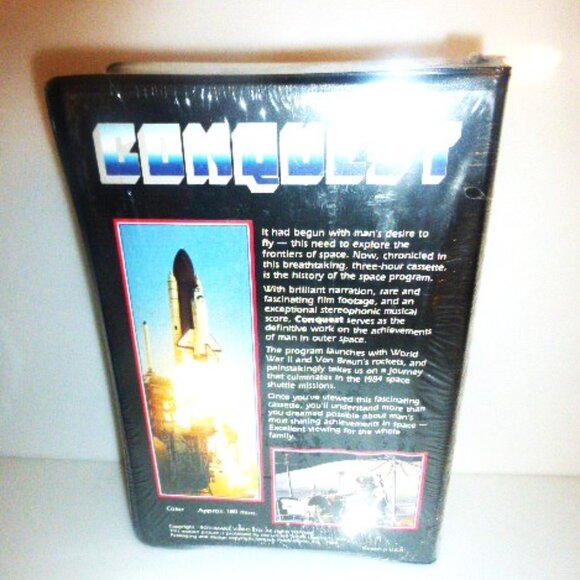 CONQUEST
It had begun with man's desire to
fly — this need to explore the
frontiers of space. Now, chronicled in
this breathtaking, three-hour cassette,
is the history of the space program.
With brilliant narration, rare and
fascinating film footage, and an
exceptional stereophonic musical
score, Conquest serves as the
definitive work on the achievements
of man in outer space.
The program launches with World
War II and Von Braun's rockets, and
painstakingly takes us on a journey
that culminates in the 1984 space
shuttle missions.
Once you've viewed this fascinating
cassette, you'll understand more than
you dreamed possible about man's
most shining achievements in space —
Excellent viewing for the whole
family.
Color Approx. 180 mins.
Copyright